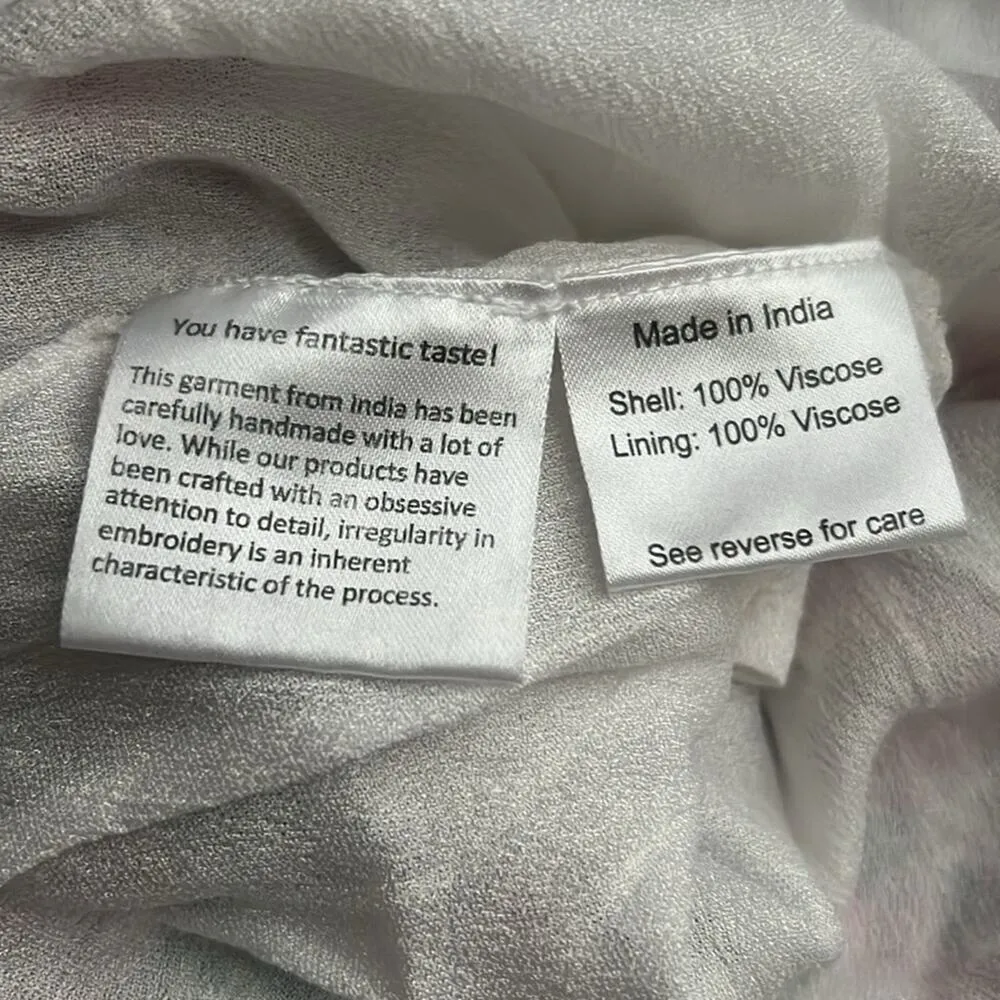 You have fantastic taste!
This garment from India has been
carefully handmade with a lot of
love. While our products have
been crafted with an obsessive
attention to detail, irregularity in
embroidery is an inherent
characteristic of the process.
Made in India
Shell: 100% Viscose
Lining: 100% Viscose
See reverse for care